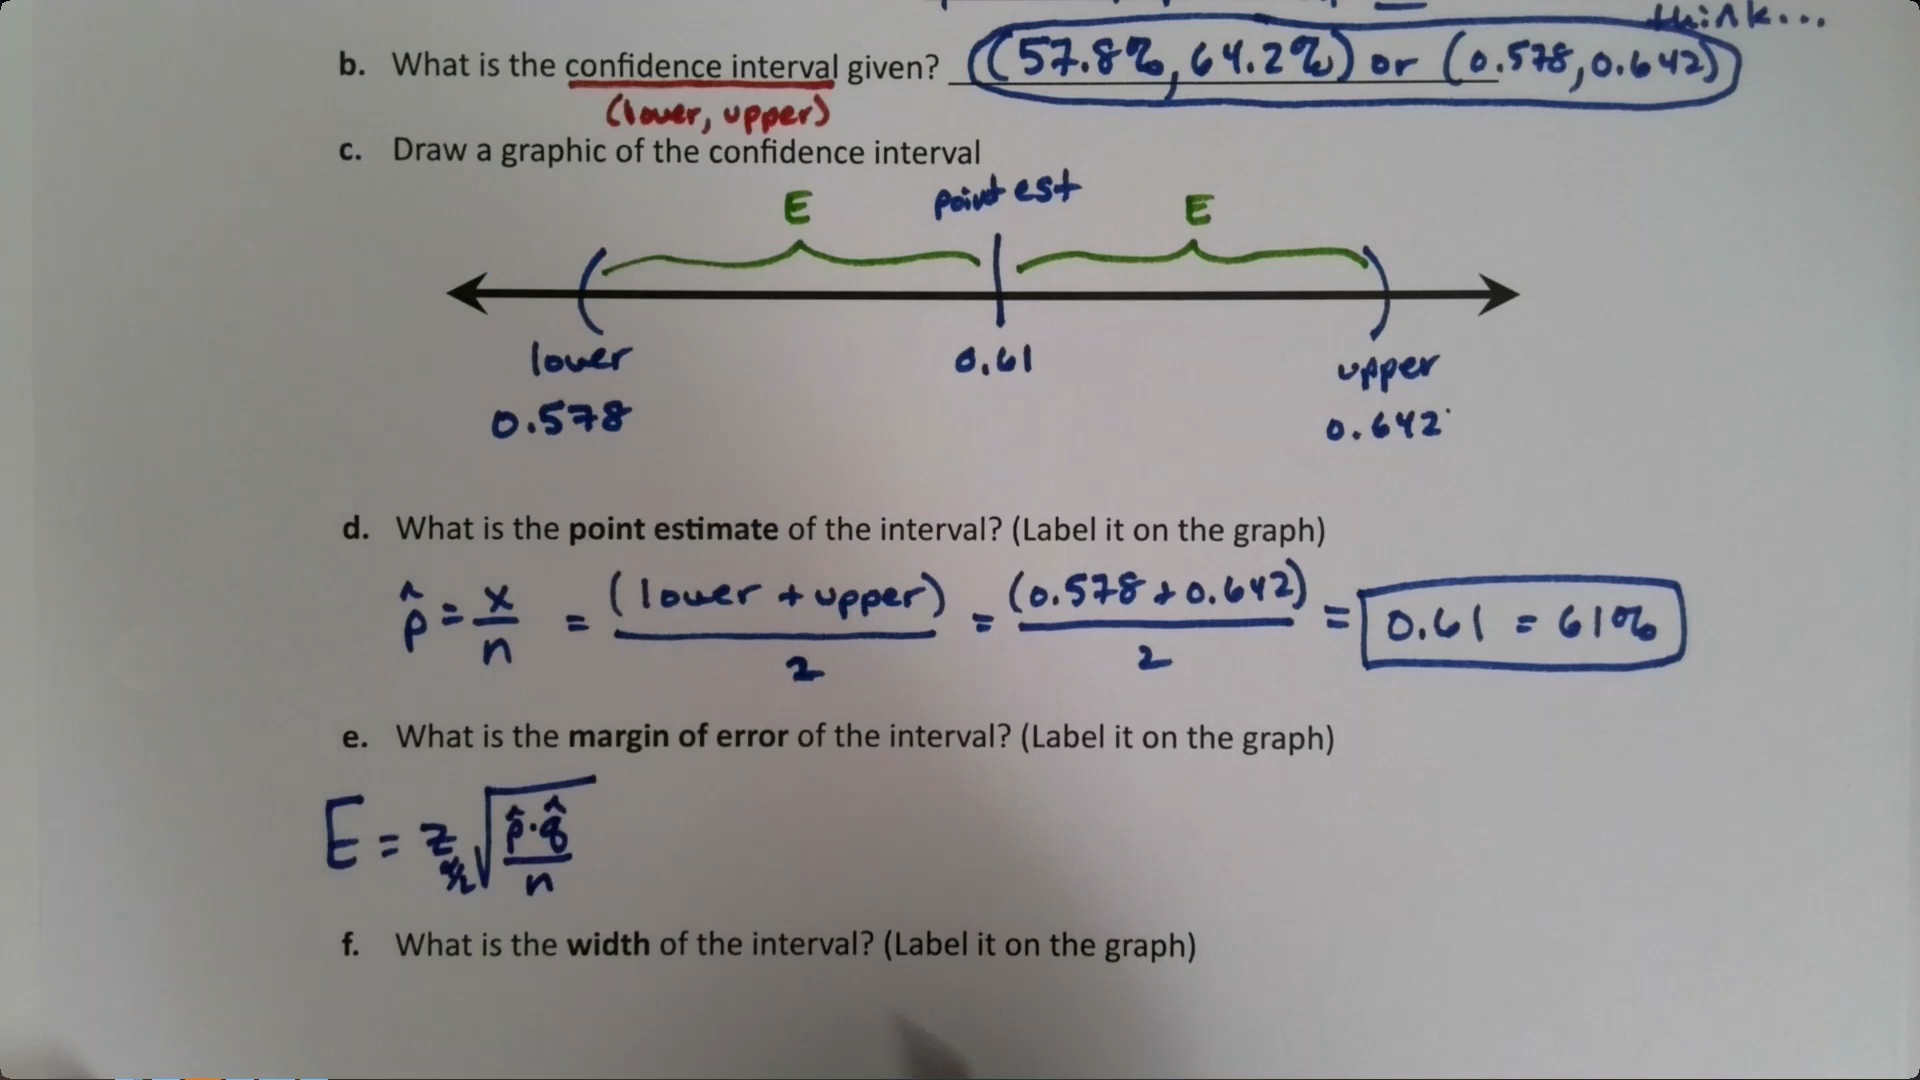 think...
b. What is the confidence interval given? (57.8%, 64.2%) or (0.578, 0.642)
(lower, upper)
c. Draw a graphic of the confidence interval
E point est E
lower 0.61 upper
0.578 0.642
d. What is the point estimate of the interval? (Label it on the graph)
p̂ = x/n = (lower + upper)/2 = (0.578 + 0.642)/2 = 0.61 = 61%
e. What is the margin of error of the interval? (Label it on the graph)
E = z α/2 √(p̂·q̂/n)
f. What is the width of the interval? (Label it on the graph)